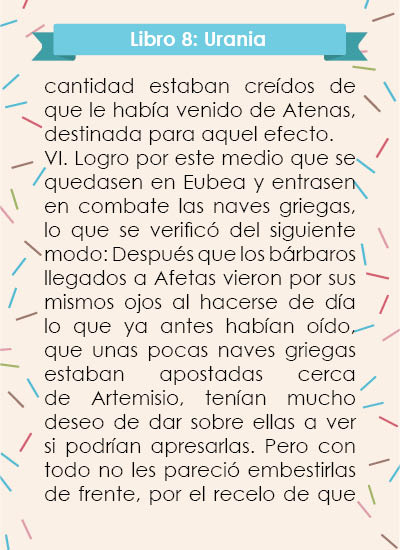 Libro 8: Urania
cantidad estaban creídos de
que le había venido de Atenas,
destinada para aquel efecto.
VI. Logro por este medio que se
quedasen en Eubea y entrasen
en combate las naves griegas,
lo que se verificó del siguiente
modo: Después que los bárbaros
llegados a Afetas vieron por sus
mismos ojos al hacerse de día
lo que ya antes habían oído,
que unas pocas naves griegas
estaban apostadas cerca
de Artemisio, tenían mucho
deseo de dar sobre ellas a ver
si podrían apresarlas. Pero con
todo no les pareció embestirlas
de frente, por el recelo de que